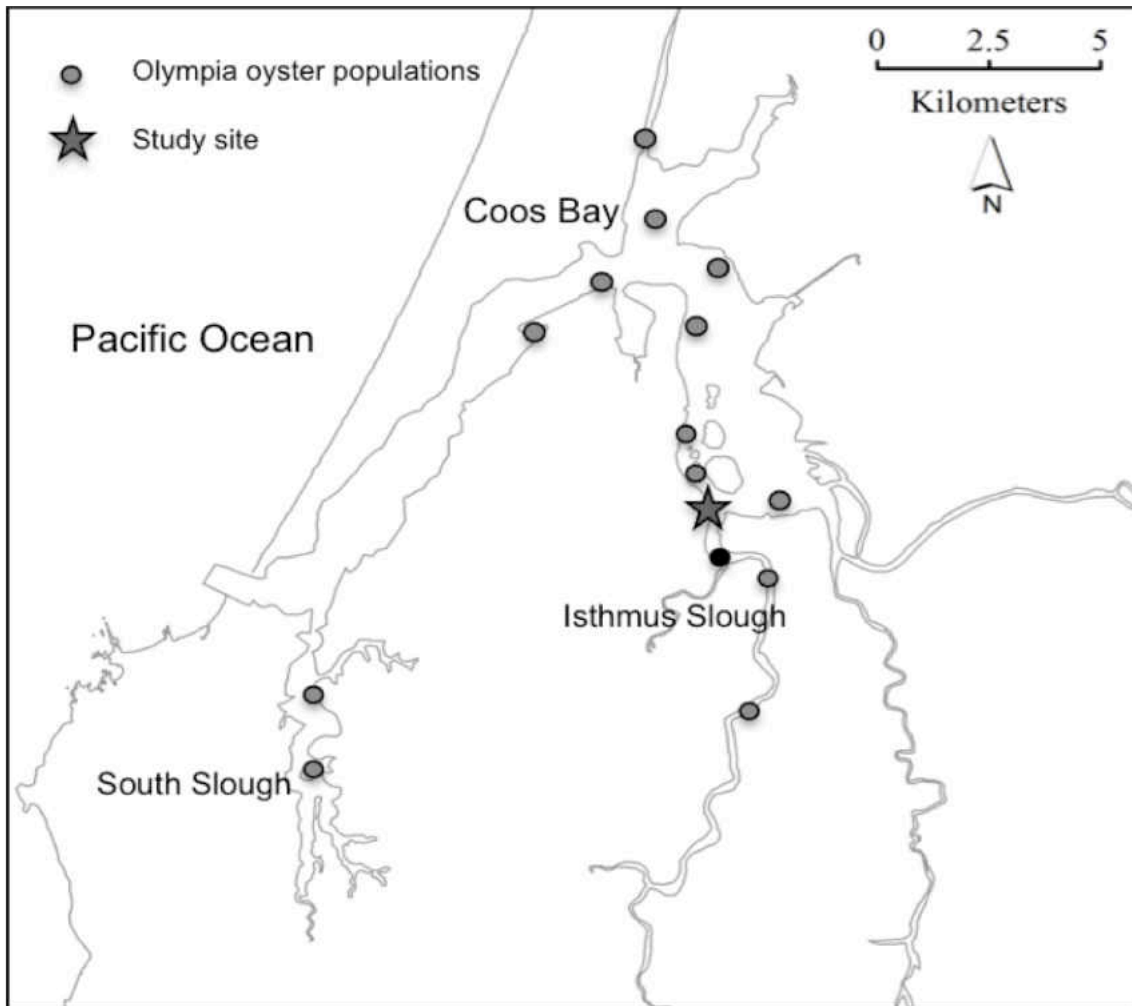 Olympia oyster populations
Study site
0 2.5 5
Kilometers
N
Coos Bay
Pacific Ocean
Isthmus Slough
South Slough